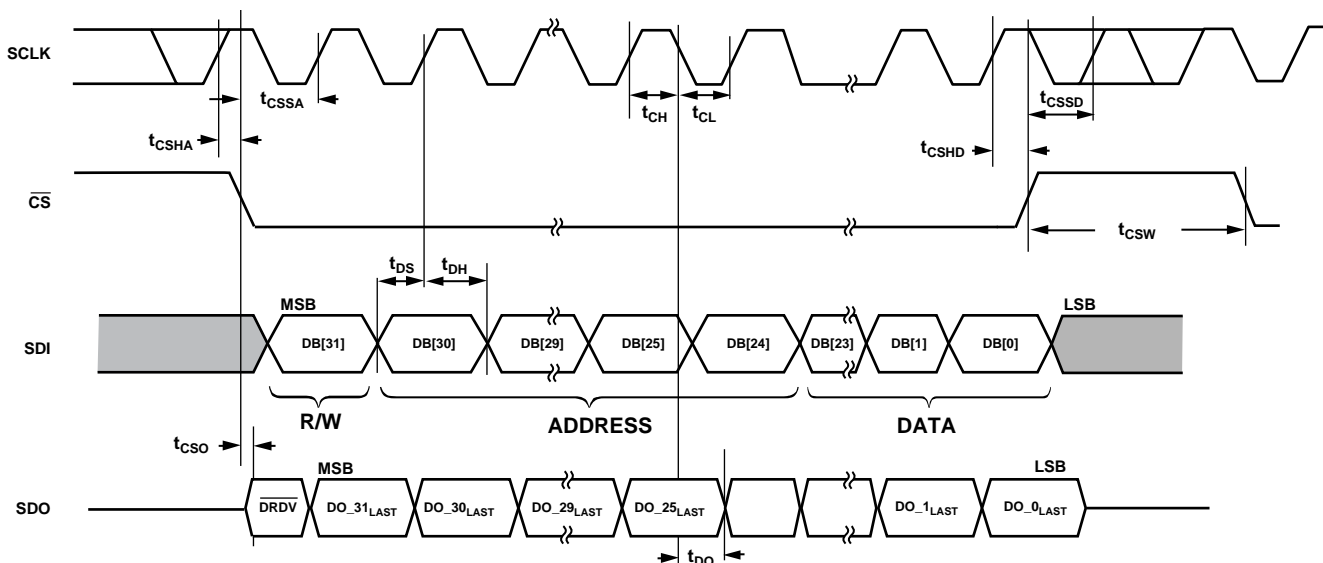 SCLK
tCSSA
tCSHA
tCH
tCL
tCSSD
tCSHD
CS
tCSW
tDS
tDH
MSB
LSB
SDI
DB[31]
DB[30]
DB[29]
DB[25]
DB[24]
DB[23]
DB[1]
DB[0]
R/W
ADDRESS
DATA
tCSO
MSB
LSB
SDO
DRDV
DO_31LAST
DO_30LAST
DO_29LAST
DO_25LAST
DO_1LAST
DO_0LAST
tDO